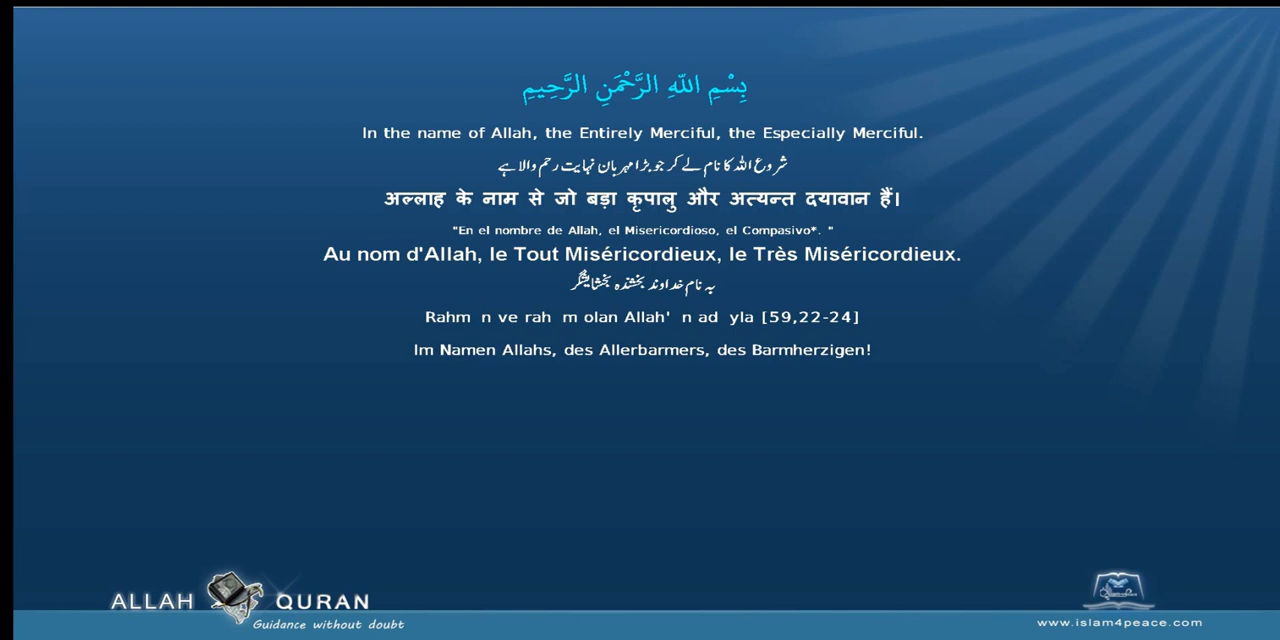 بِسْمِ اللّهِ الرَّحْمَنِ الرَّحِيمِ
In the name of Allah, the Entirely Merciful, the Especially Merciful.
شروع الله کا نام لے کر جو بڑا مہربان نہایت رحم والا ہے
अल्लाह के नाम से जो बड़ा कृपालु और अत्यन्त दयावान हैं।
"En el nombre de Allah, el Misericordioso, el Compasivo*. "
Au nom d'Allah, le Tout Miséricordieux, le Très Miséricordieux.
به نام خداوند بخشنده بخشایشگر
Rahm n ve rah m olan Allah' n ad yla [59,22-24]
Im Namen Allahs, des Allerbarmers, des Barmherzigen!
ALLAH QURAN
Guidance without doubt
www.islam4peace.com